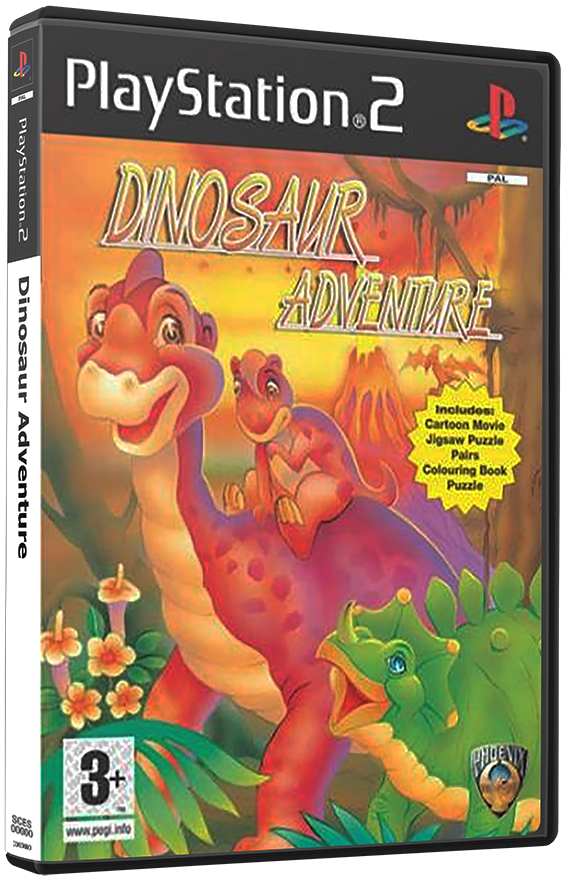 PlayStation®2
PAL
DINOSAUR
ADVENTURE
Includes:
Cartoon Movie
Jigsaw Puzzle
Pairs
Colouring Book
Puzzle
3+
www.pegi.info
PHOENIX
PAL
PlayStation®2
Dinosaur Adventure
SCES
00000